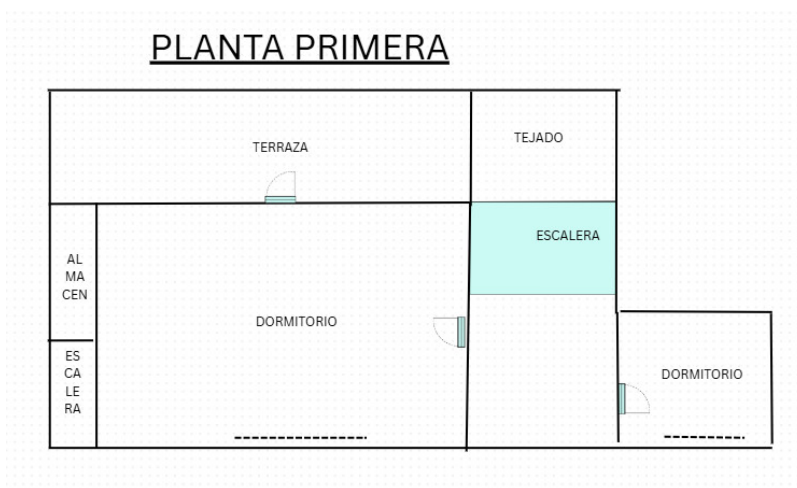 PLANTA PRIMERA
TERRAZA
TEJADO
ESCALERA
AL
MA
CEN
DORMITORIO
ES
CA
LE
RA
DORMITORIO